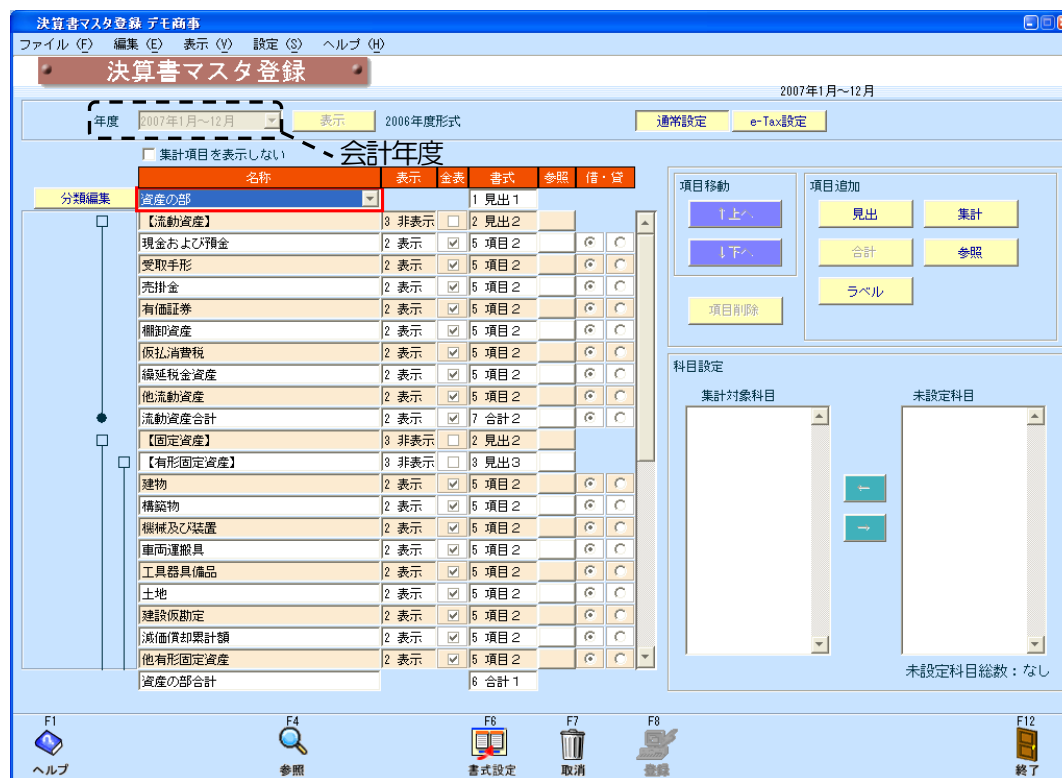 決算書マスタ登録 デモ商事
ファイル (F) 編集 (E) 表示 (V) 設定 (S) ヘルプ (H)
決算書マスタ登録
2007年1月～12月
年度 2007年1月～12月 表示 2006年度形式 通常設定 e-Tax設定
会計年度
集計項目を表示しない
名称 表示 金表 書式 参照 借・貸
分類編集 資産の部 1 見出1
【流動資産】 3 非表示 2 見出2
現金および預金 2 表示 5 項目2
受取手形 2 表示 5 項目2
売掛金 2 表示 5 項目2
有価証券 2 表示 5 項目2
棚卸資産 2 表示 5 項目2
仮払消費税 2 表示 5 項目2
繰延税金資産 2 表示 5 項目2
他流動資産 2 表示 5 項目2
流動資産合計 2 表示 7 合計2
【固定資産】 3 非表示 2 見出2
【有形固定資産】 3 非表示 3 見出3
建物 2 表示 5 項目2
構築物 2 表示 5 項目2
機械及び装置 2 表示 5 項目2
車両運搬具 2 表示 5 項目2
工具器具備品 2 表示 5 項目2
土地 2 表示 5 項目2
建設仮勘定 2 表示 5 項目2
減価償却累計額 2 表示 5 項目2
他有形固定資産 2 表示 5 項目2
資産の部合計 6 合計1
項目移動
↑上へ
↓下へ
項目削除
項目追加
見出 集計
合計 参照
ラベル
科目設定
集計対象科目 未設定科目
←
→
未設定科目総数：なし
F1 F4 F6 F7 F8 F12
ヘルプ 参照 書式設定 取消 登録 終了